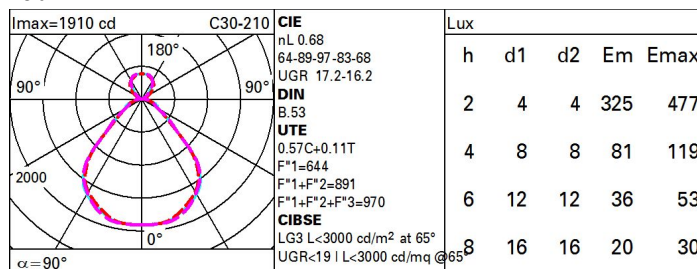 Imax=1910 cd C30-210
180°
90° 90°
2000
0°
α=90°
CIE
nL 0.68
64-89-97-83-68
UGR 17.2-16.2
DIN
B.53
UTE
0.57C+0.11T
F"1=644
F"1+F"2=891
F"1+F"2+F"3=970
CIBSE
LG3 L<3000 cd/m² at 65°
UGR<19 | L<3000 cd/mq @65°
Lux
h d1 d2 Em Emax
2 4 4 325 477
4 8 8 81 119
6 12 12 36 53
8 16 16 20 30